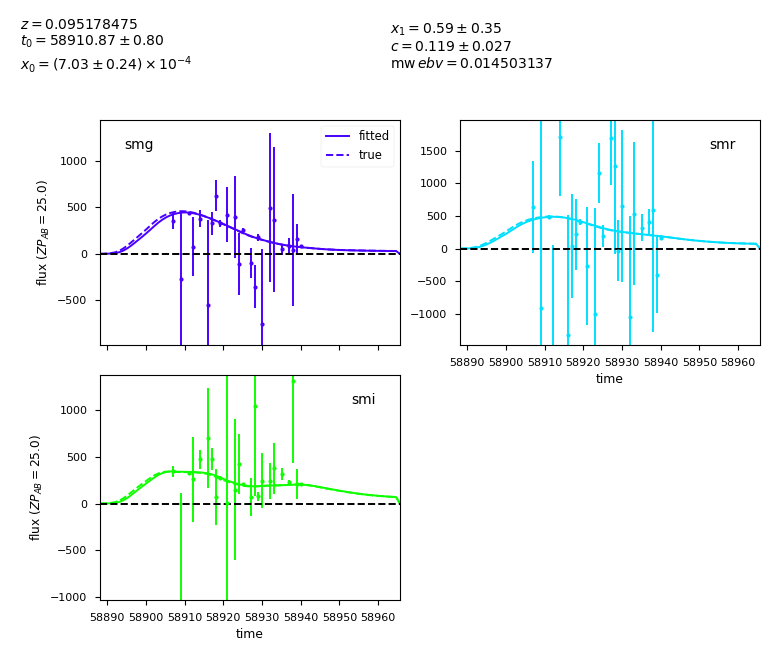 z = 0.095178475
t₀ = 58910.87 ± 0.80
x₀ = (7.03 ± 0.24) × 10⁻⁴
x₁ = 0.59 ± 0.35
c = 0.119 ± 0.027
mwebv = 0.014503137
smg
fitted
true
1000
500
0
−500
flux (ZP_AB = 25.0)
smr
1500
1000
500
0
−500
−1000
58890 58900 58910 58920 58930 58940 58950 58960
time
smi
1000
500
0
−500
−1000
flux (ZP_AB = 25.0)
58890 58900 58910 58920 58930 58940 58950 58960
time